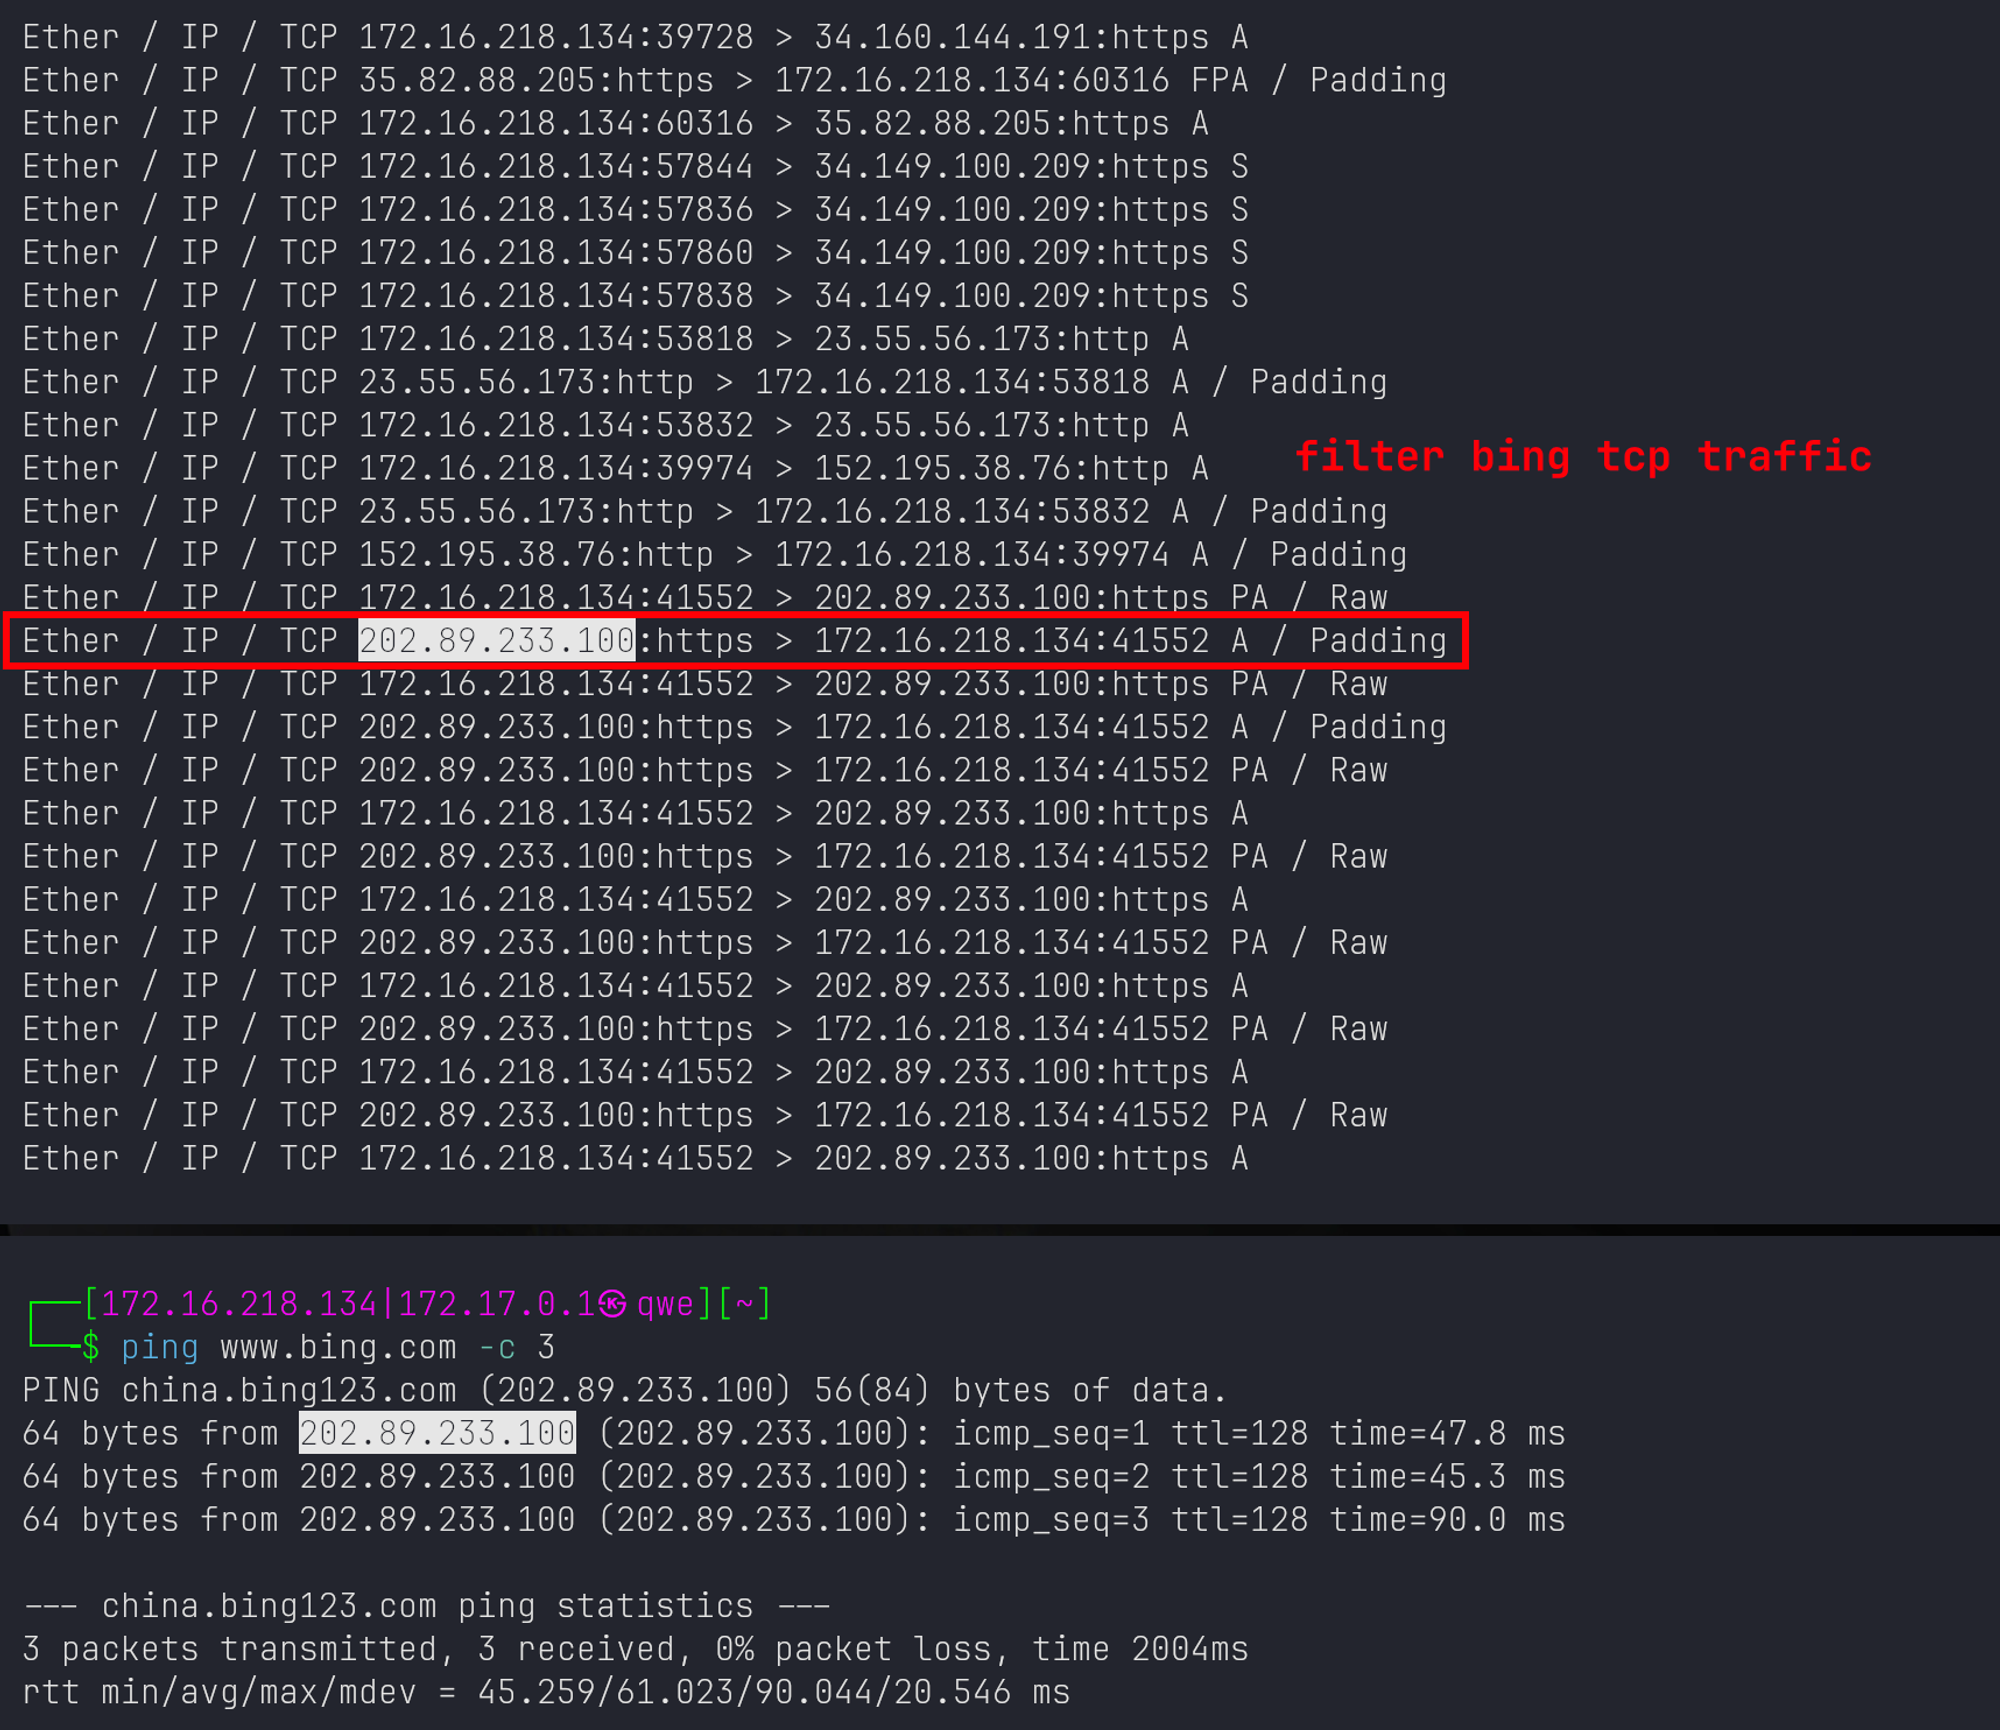 Ether / IP / TCP 172.16.218.134:39728 > 34.160.144.191:https A
Ether / IP / TCP 35.82.88.205:https > 172.16.218.134:60316 FPA / Padding
Ether / IP / TCP 172.16.218.134:60316 > 35.82.88.205:https A
Ether / IP / TCP 172.16.218.134:57844 > 34.149.100.209:https S
Ether / IP / TCP 172.16.218.134:57836 > 34.149.100.209:https S
Ether / IP / TCP 172.16.218.134:57860 > 34.149.100.209:https S
Ether / IP / TCP 172.16.218.134:57838 > 34.149.100.209:https S
Ether / IP / TCP 172.16.218.134:53818 > 23.55.56.173:http A
Ether / IP / TCP 23.55.56.173:http > 172.16.218.134:53818 A / Padding
Ether / IP / TCP 172.16.218.134:53832 > 23.55.56.173:http A
filter bing tcp traffic
Ether / IP / TCP 172.16.218.134:39974 > 152.195.38.76:http A
Ether / IP / TCP 23.55.56.173:http > 172.16.218.134:53832 A / Padding
Ether / IP / TCP 152.195.38.76:http > 172.16.218.134:39974 A / Padding
Ether / IP / TCP 172.16.218.134:41552 > 202.89.233.100:https PA / Raw
Ether / IP / TCP 202.89.233.100:https > 172.16.218.134:41552 A / Padding
Ether / IP / TCP 172.16.218.134:41552 > 202.89.233.100:https PA / Raw
Ether / IP / TCP 202.89.233.100:https > 172.16.218.134:41552 A / Padding
Ether / IP / TCP 202.89.233.100:https > 172.16.218.134:41552 PA / Raw
Ether / IP / TCP 172.16.218.134:41552 > 202.89.233.100:https A
Ether / IP / TCP 202.89.233.100:https > 172.16.218.134:41552 PA / Raw
Ether / IP / TCP 172.16.218.134:41552 > 202.89.233.100:https A
Ether / IP / TCP 202.89.233.100:https > 172.16.218.134:41552 PA / Raw
Ether / IP / TCP 172.16.218.134:41552 > 202.89.233.100:https A
Ether / IP / TCP 202.89.233.100:https > 172.16.218.134:41552 PA / Raw
Ether / IP / TCP 172.16.218.134:41552 > 202.89.233.100:https A
Ether / IP / TCP 202.89.233.100:https > 172.16.218.134:41552 PA / Raw
Ether / IP / TCP 172.16.218.134:41552 > 202.89.233.100:https A
┌──[172.16.218.134|172.17.0.1㉿qwe][~]
└─$ ping www.bing.com -c 3
PING china.bing123.com (202.89.233.100) 56(84) bytes of data.
64 bytes from 202.89.233.100 (202.89.233.100): icmp_seq=1 ttl=128 time=47.8 ms
64 bytes from 202.89.233.100 (202.89.233.100): icmp_seq=2 ttl=128 time=45.3 ms
64 bytes from 202.89.233.100 (202.89.233.100): icmp_seq=3 ttl=128 time=90.0 ms
--- china.bing123.com ping statistics ---
3 packets transmitted, 3 received, 0% packet loss, time 2004ms
rtt min/avg/max/mdev = 45.259/61.023/90.044/20.546 ms